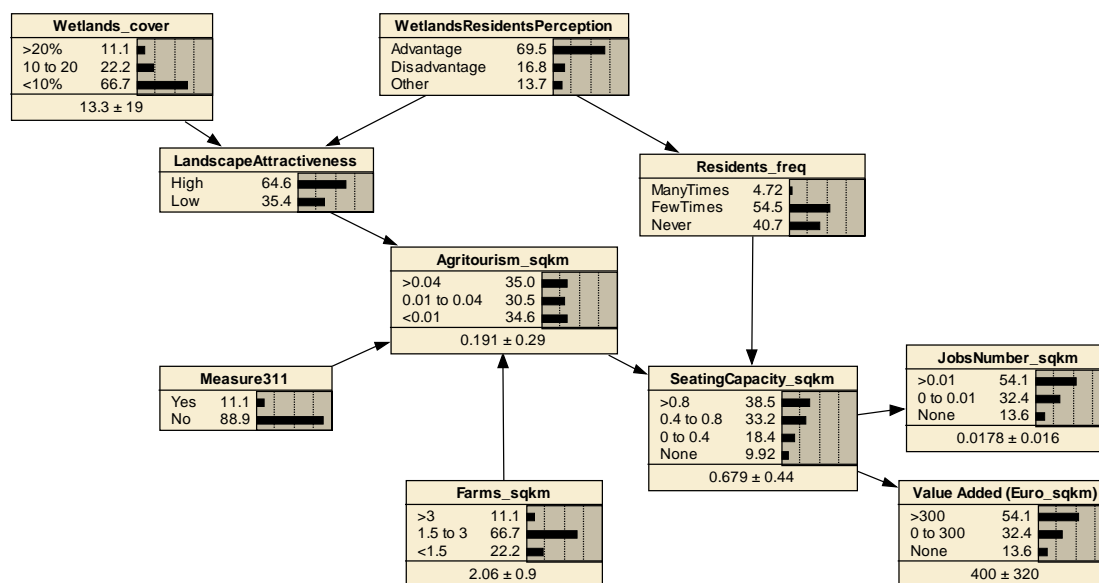 Wetlands_cover
>20% 11.1
10 to 20 22.2
<10% 66.7
13.3 ± 19
WetlandsResidentsPerception
Advantage 69.5
Disadvantage 16.8
Other 13.7
LandscapeAttractiveness
High 64.6
Low 35.4
Residents_freq
ManyTimes 4.72
FewTimes 54.5
Never 40.7
Agritourism_sqkm
>0.04 35.0
0.01 to 0.04 30.5
<0.01 34.6
0.191 ± 0.29
Measure311
Yes 11.1
No 88.9
SeatingCapacity_sqkm
>0.8 38.5
0.4 to 0.8 33.2
0 to 0.4 18.4
None 9.92
0.679 ± 0.44
JobsNumber_sqkm
>0.01 54.1
0 to 0.01 32.4
None 13.6
0.0178 ± 0.016
Farms_sqkm
>3 11.1
1.5 to 3 66.7
<1.5 22.2
2.06 ± 0.9
Value Added (Euro_sqkm)
>300 54.1
0 to 300 32.4
None 13.6
400 ± 320